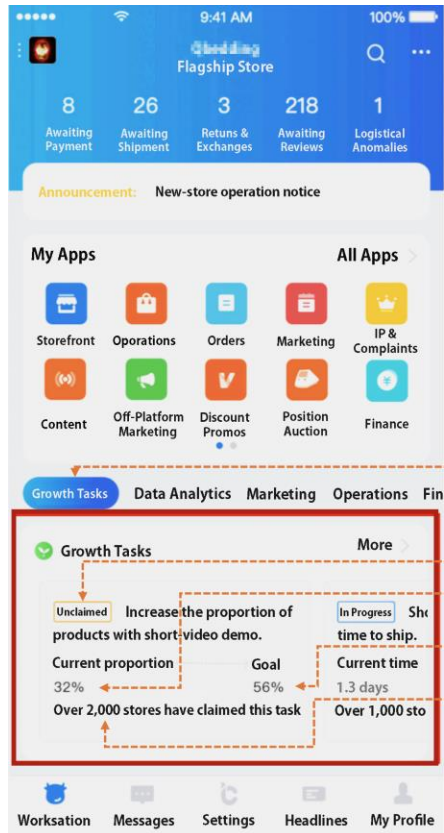 9:41 AM
100%
Flagship Store
8
26
3
218
1
Awaiting
Payment
Awaiting
Shipment
Retuns &
Exchanges
Awaiting
Reviews
Logistical
Anomalies
Announcement: New-store operation notice
My Apps
All Apps
Storefront
Oporations
Orders
Marketing
IP &
Complaints
Content
Off-Platform
Marketing
Discount
Promos
Position
Auction
Finance
Growth Tasks
Data Analytics
Marketing
Operations
Fin
Growth Tasks
More
Unclaimed
Increase the proportion of
products with short-video demo.
Current proportion
Goal
32%
56%
Over 2,000 stores have claimed this task
In Progress
Sho
time to ship.
Current time
1.3 days
Over 1,000 sto
Worksation
Messages
Settings
Headlines
My Profile